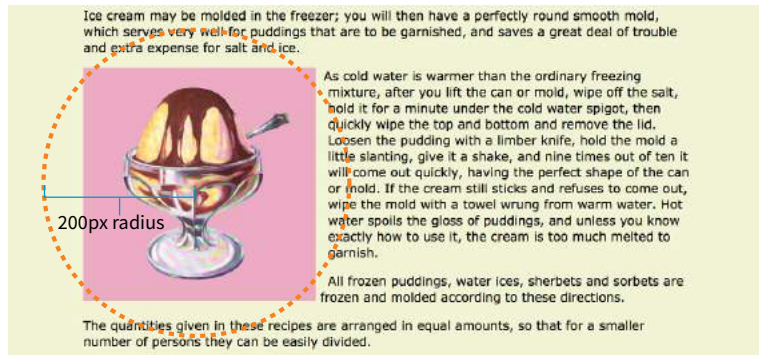 Ice cream may be molded in the freezer; you will then have a perfectly round smooth mold,
which serves very well for puddings that are to be garnished, and saves a great deal of trouble
and extra expense for salt and ice.
As cold water is warmer than the ordinary freezing
mixture, after you lift the can or mold, wipe off the salt,
hold it for a minute under the cold water spigot, then
quickly wipe the top and bottom and remove the lid.
Loosen the pudding with a limber knife, hold the mold a
little slanting, give it a shake, and nine times out of ten it
will come out quickly, having the perfect shape of the can
or mold. If the cream still sticks and refuses to come out,
wipe the mold with a towel wrung from warm water. Hot
water spoils the gloss of puddings, and unless you know
exactly how to use it, the cream is too much melted to
garnish.
200px radius
All frozen puddings, water ices, sherbets and sorbets are
frozen and molded according to these directions.
The quantities given in these recipes are arranged in equal amounts, so that for a smaller
number of persons they can be easily divided.